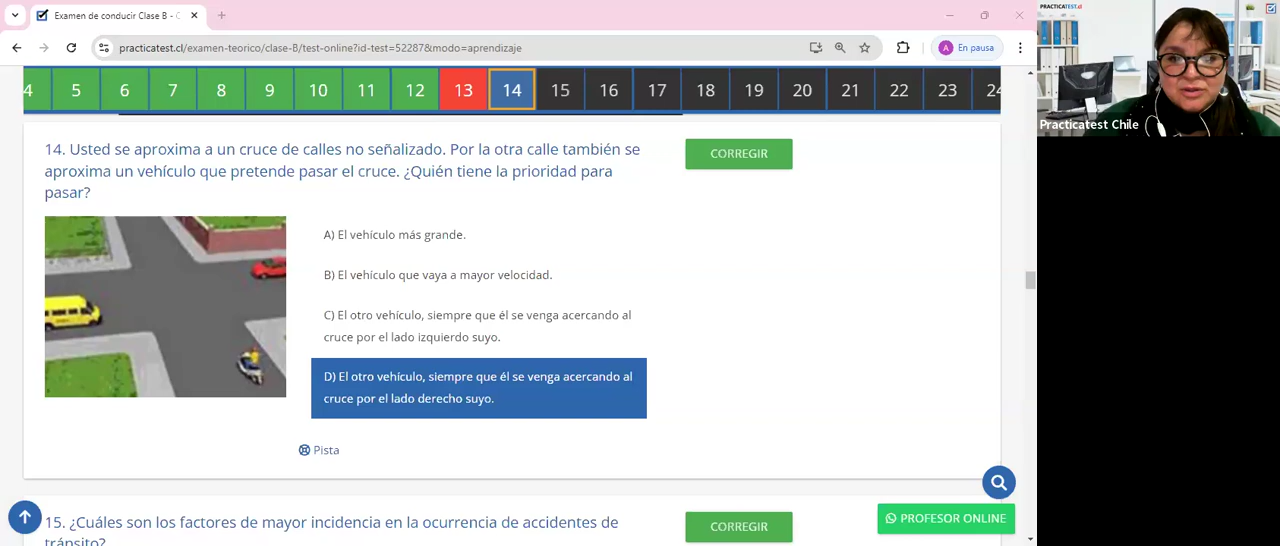 Examen de conducir Clase B - C
practicatest.cl/examen-teorico/clase-B/test-online?id-test=52287&modo=aprendizaje
A
En pausa
PRACTICATEST.cl
4 5 6 7 8 9 10 11 12 13 14 15 16 17 18 19 20 21 22 23 24
Practicatest Chile
14. Usted se aproxima a un cruce de calles no señalizado. Por la otra calle también se
aproxima un vehículo que pretende pasar el cruce. ¿Quién tiene la prioridad para
pasar?
CORREGIR
A) El vehículo más grande.
B) El vehículo que vaya a mayor velocidad.
C) El otro vehículo, siempre que él se venga acercando al
cruce por el lado izquierdo suyo.
D) El otro vehículo, siempre que él se venga acercando al
cruce por el lado derecho suyo.
Pista
PROFESOR ONLINE
15. ¿Cuáles son los factores de mayor incidencia en la ocurrencia de accidentes de
tránsito?
CORREGIR